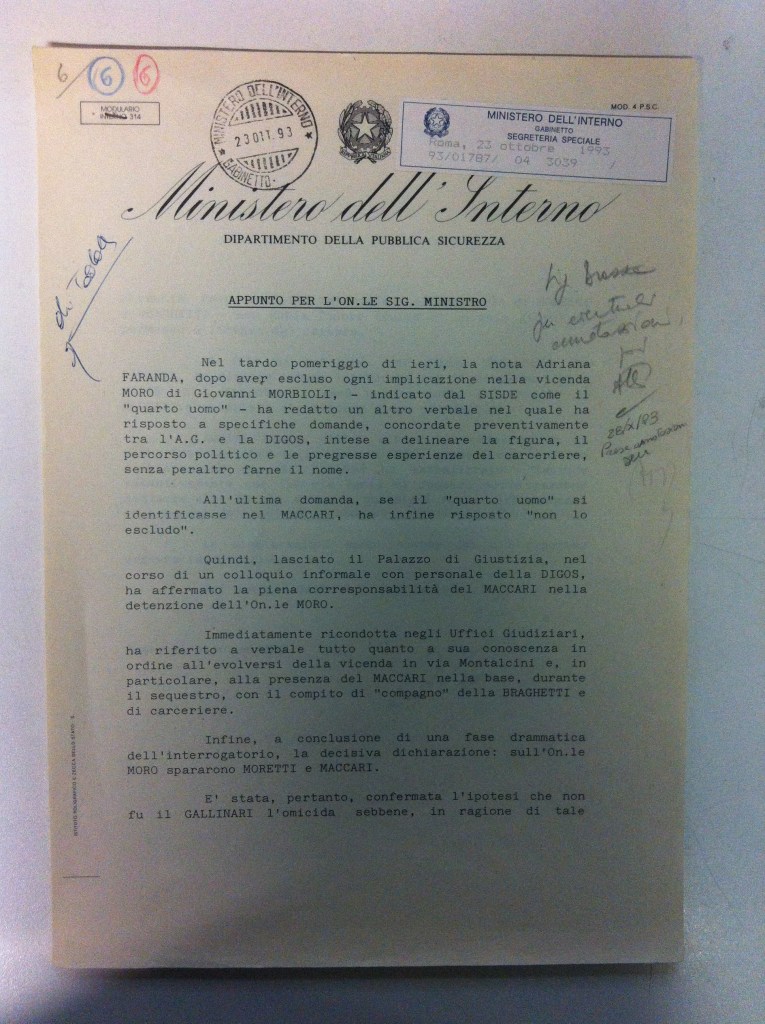 6/ 6 6
MODULARIO
INTERNO 314
MINISTERO DELL'INTERNO
23 OTT. 93
GABINETTO
MOD. 4 P.S.C.
MINISTERO DELL'INTERNO
GABINETTO
SEGRETERIA SPECIALE
Roma, 23 ottobre 1993
93/01787/ 04 3039 /
Ministero dell'Interno
DIPARTIMENTO DELLA PUBBLICA SICUREZZA
APPUNTO PER L'ON.LE SIG. MINISTRO
28/X/93
Nel tardo pomeriggio di ieri, la nota Adriana
FARANDA, dopo aver escluso ogni implicazione nella vicenda
MORO di Giovanni MORBIOLI, - indicato dal SISDE come il
"quarto uomo" - ha redatto un altro verbale nel quale ha
risposto a specifiche domande, concordate preventivamente
tra l'A.G. e la DIGOS, intese a delineare la figura, il
percorso politico e le pregresse esperienze del carceriere,
senza peraltro farne il nome.
All'ultima domanda, se il "quarto uomo" si
identificasse nel MACCARI, ha infine risposto "non lo
escludo".
Quindi, lasciato il Palazzo di Giustizia, nel
corso di un colloquio informale con personale della DIGOS,
ha affermato la piena corresponsabilità del MACCARI nella
detenzione dell'On.le MORO.
Immediatamente ricondotta negli Uffici Giudiziari,
ha riferito a verbale tutto quanto a sua conoscenza in
ordine all'evolversi della vicenda in via Montalcini e, in
particolare, alla presenza del MACCARI nella base, durante
il sequestro, con il compito di "compagno" della BRAGHETTI e
di carceriere.
Infine, a conclusione di una fase drammatica
dell'interrogatorio, la decisiva dichiarazione: sull'On.le
MORO spararono MORETTI e MACCARI.
E' stata, pertanto, confermata l'ipotesi che non
fu il GALLINARI l'omicida sebbene, in ragione di tale
ISTITUTO POLIGRAFICO E ZECCA DELLO STATO - S.